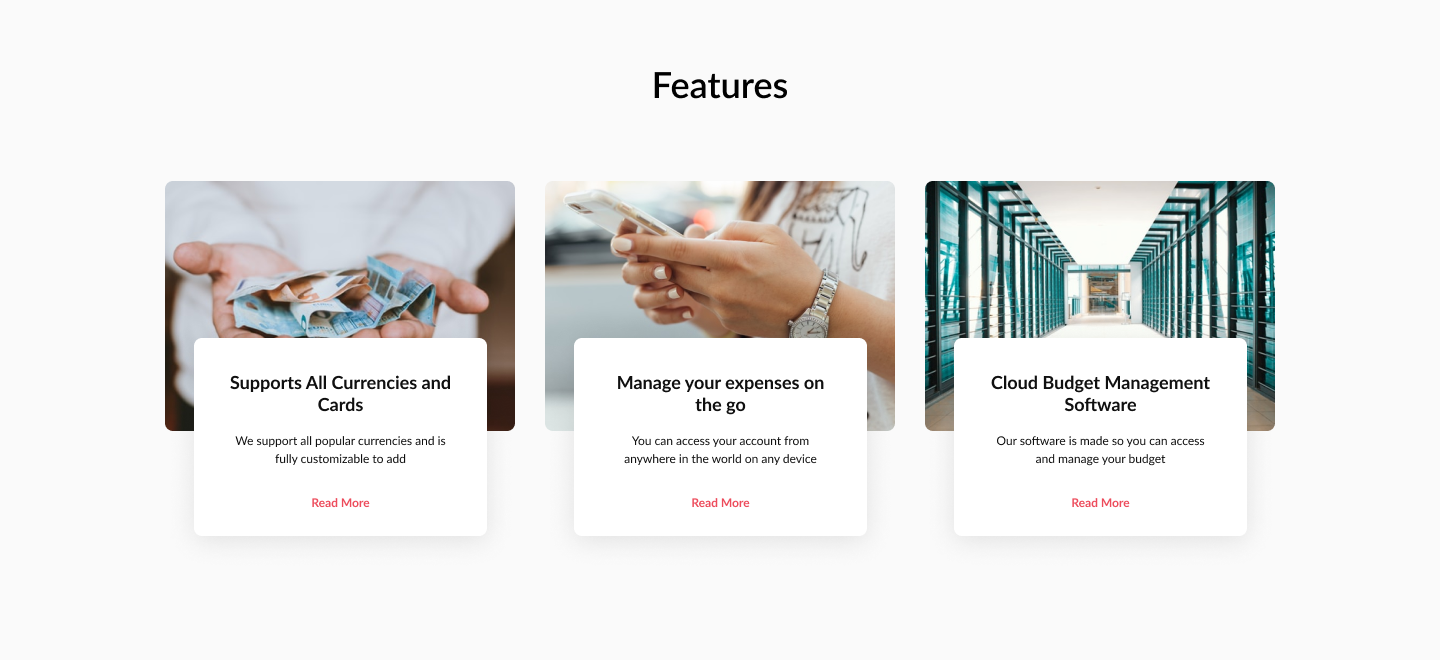 Features
Supports All Currencies and
Cards
We support all popular currencies and is
fully customizable to add
Read More
Manage your expenses on
the go
You can access your account from
anywhere in the world on any device
Read More
Cloud Budget Management
Software
Our software is made so you can access
and manage your budget
Read More